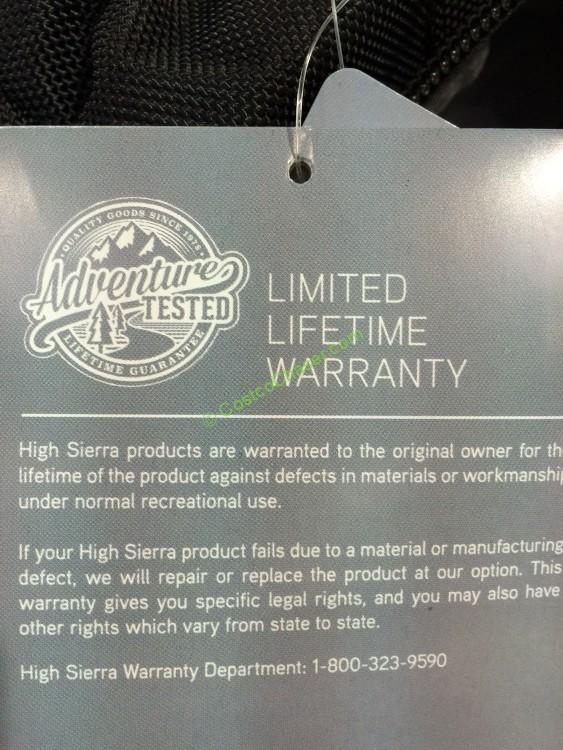 QUALITY GOODS SINCE 1978
Adventure
TESTED
LIFETIME GUARANTEE
LIMITED
LIFETIME
WARRANTY
© CostcoChaser.com
High Sierra products are warranted to the original owner for the
lifetime of the product against defects in materials or workmanship
under normal recreational use.
If your High Sierra product fails due to a material or manufacturing
defect, we will repair or replace the product at our option. This
warranty gives you specific legal rights, and you may also have
other rights which vary from state to state.
High Sierra Warranty Department: 1-800-323-9590